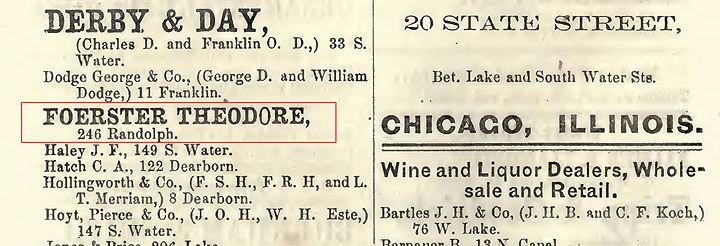 DERBY & DAY,
(Charles D. and Franklin O. D.,) 33 S.
Water.
Dodge George & Co., (George D. and William
Dodge,) 11 Franklin.
FOERSTER THEODORE,
246 Randolph.
Haley J. F., 149 S. Water.
Hatch C. A., 122 Dearborn.
Hollingworth & Co., (F. S. H., F. R. H, and L.
T. Merriam,) 8 Dearborn.
Hoyt, Pierce & Co., (J. O. H., W. H. Este,)
147 S. Water.
20 STATE STREET,
Bet. Lake and South Water Sts.
CHICAGO, ILLINOIS.
Wine and Liquor Dealers, Whole-
sale and Retail.
Bartles J. H. & Co, (J. H. B. and C. F. Koch,)
76 W. Lake.